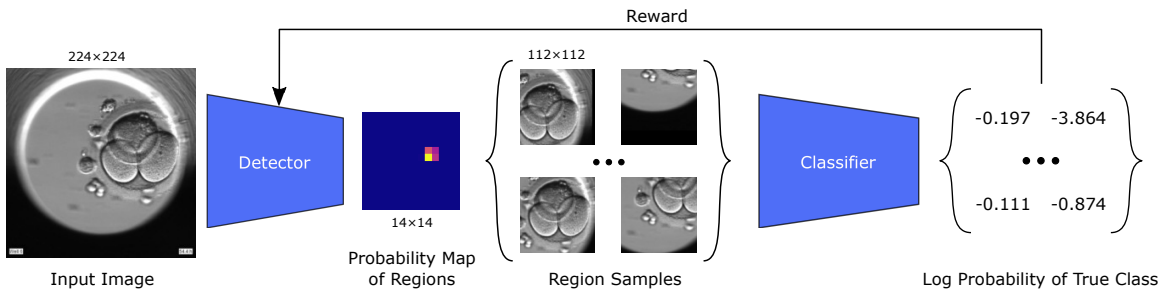 Reward
224×224
112×112
Detector
Classifier
-0.197 -3.864
-0.111 -0.874
14×14
Input Image
Probability Map
of Regions
Region Samples
Log Probability of True Class